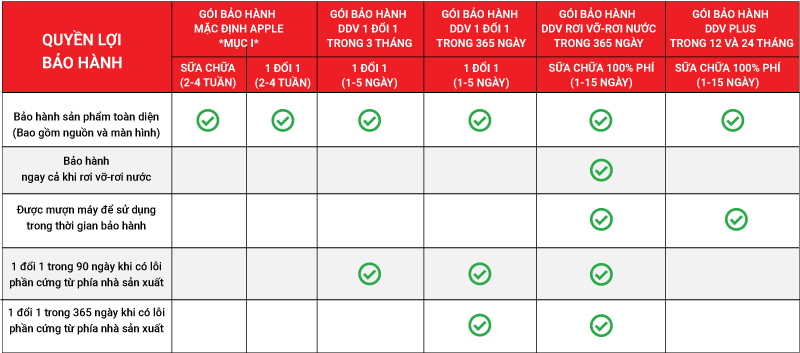 QUYỀN LỢI
BẢO HÀNH
GÓI BẢO HÀNH
MẶC ĐỊNH APPLE
*MỤC I*
GÓI BẢO HÀNH
DDV 1 ĐỔI 1
TRONG 3 THÁNG
GÓI BẢO HÀNH
DDV 1 ĐỔI 1
TRONG 365 NGÀY
GÓI BẢO HÀNH
DDV RƠI VỠ-RƠI NƯỚC
TRONG 365 NGÀY
GÓI BẢO HÀNH
DDV PLUS
TRONG 12 VÀ 24 THÁNG
SỮA CHỮA
(2-4 TUẦN)
1 ĐỔI 1
(2-4 TUẦN)
1 ĐỔI 1
(1-5 NGÀY)
1 ĐỔI 1
(1-5 NGÀY)
SỮA CHỮA 100% PHÍ
(1-15 NGÀY)
SỮA CHỮA 100% PHÍ
(1-15 NGÀY)
Bảo hành sản phẩm toàn diện
(Bao gồm nguồn và màn hình)
Bảo hành
ngay cả khi rơi vỡ-rơi nước
Được mượn máy để sử dụng
trong thời gian bảo hành
1 đổi 1 trong 90 ngày khi có lỗi
phần cứng từ phía nhà sản xuất
1 đổi 1 trong 365 ngày khi có lỗi
phần cứng từ phía nhà sản xuất